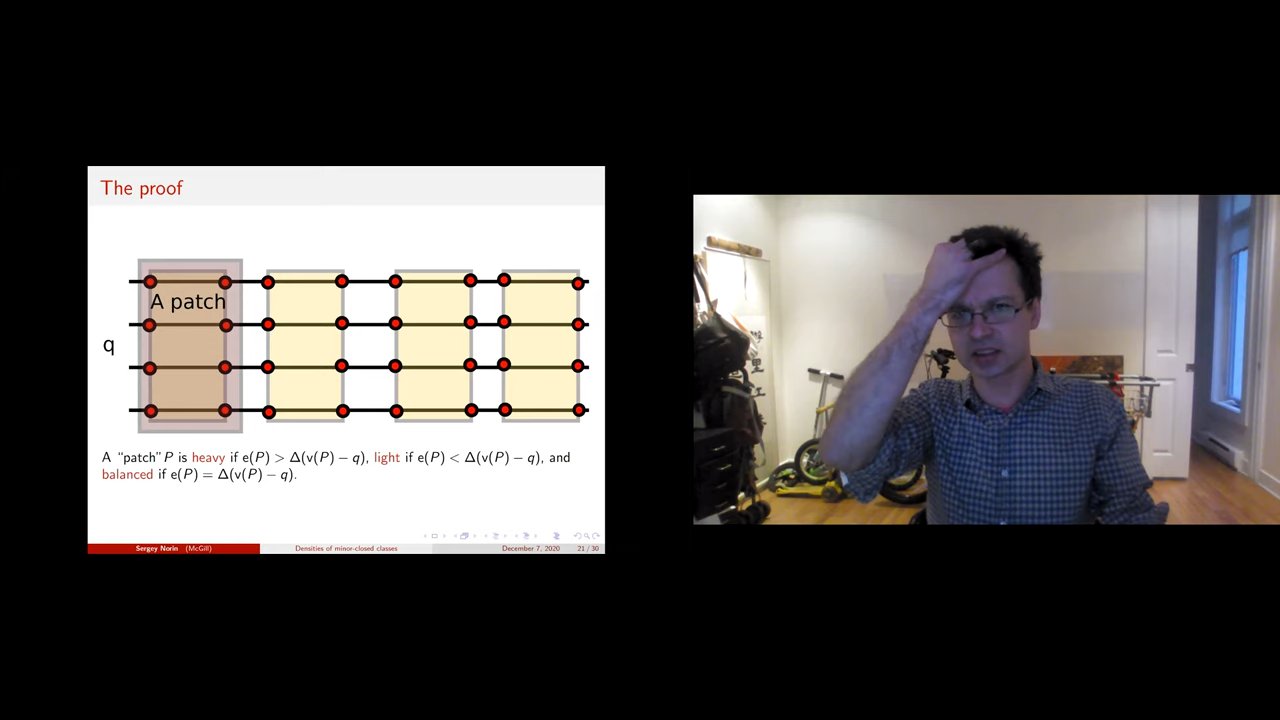 The proof
A patch
q
A “patch” P is heavy if e(P) > Δ(v(P) − q), light if e(P) < Δ(v(P) − q), and
balanced if e(P) = Δ(v(P) − q).
Sergey Norin (McGill) Densities of minor-closed classes December 7, 2020 21 / 30